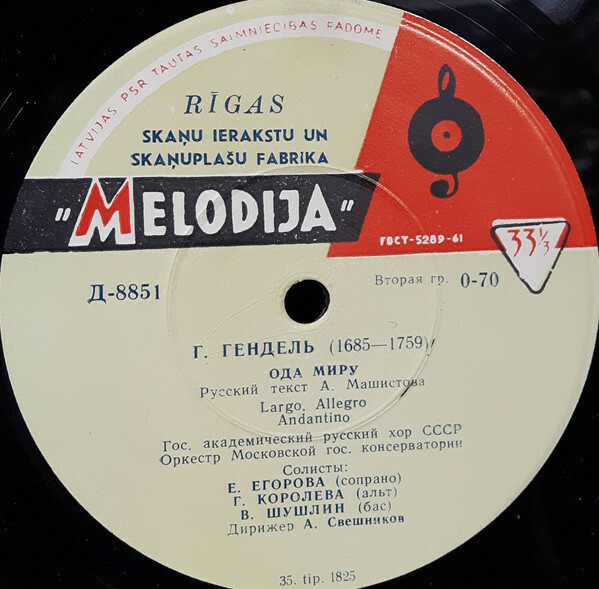 LATVIJAS PSR TAUTAS SAIMNIECĪBAS PADOME
RĪGAS
SKAŅU IERAKSTU UN
SKAŅUPLAŠU FABRIKA
"MELODIJA"
ГОСТ-5289-61
33⅓
Д-8851
Вторая гр. 0-70
Г. ГЕНДЕЛЬ (1685—1759)
ОДА МИРУ
Русский текст А. Машистова
Largo, Allegro
Andantino
Гос. академический русский хор СССР
Оркестр Московской гос. консерватории
Солисты:
Е. ЕГОРОВА (сопрано)
Г. КОРОЛЕВА (альт)
В. ШУШЛИН (бас)
Дирижер А. Свешников
35. tip. 1825